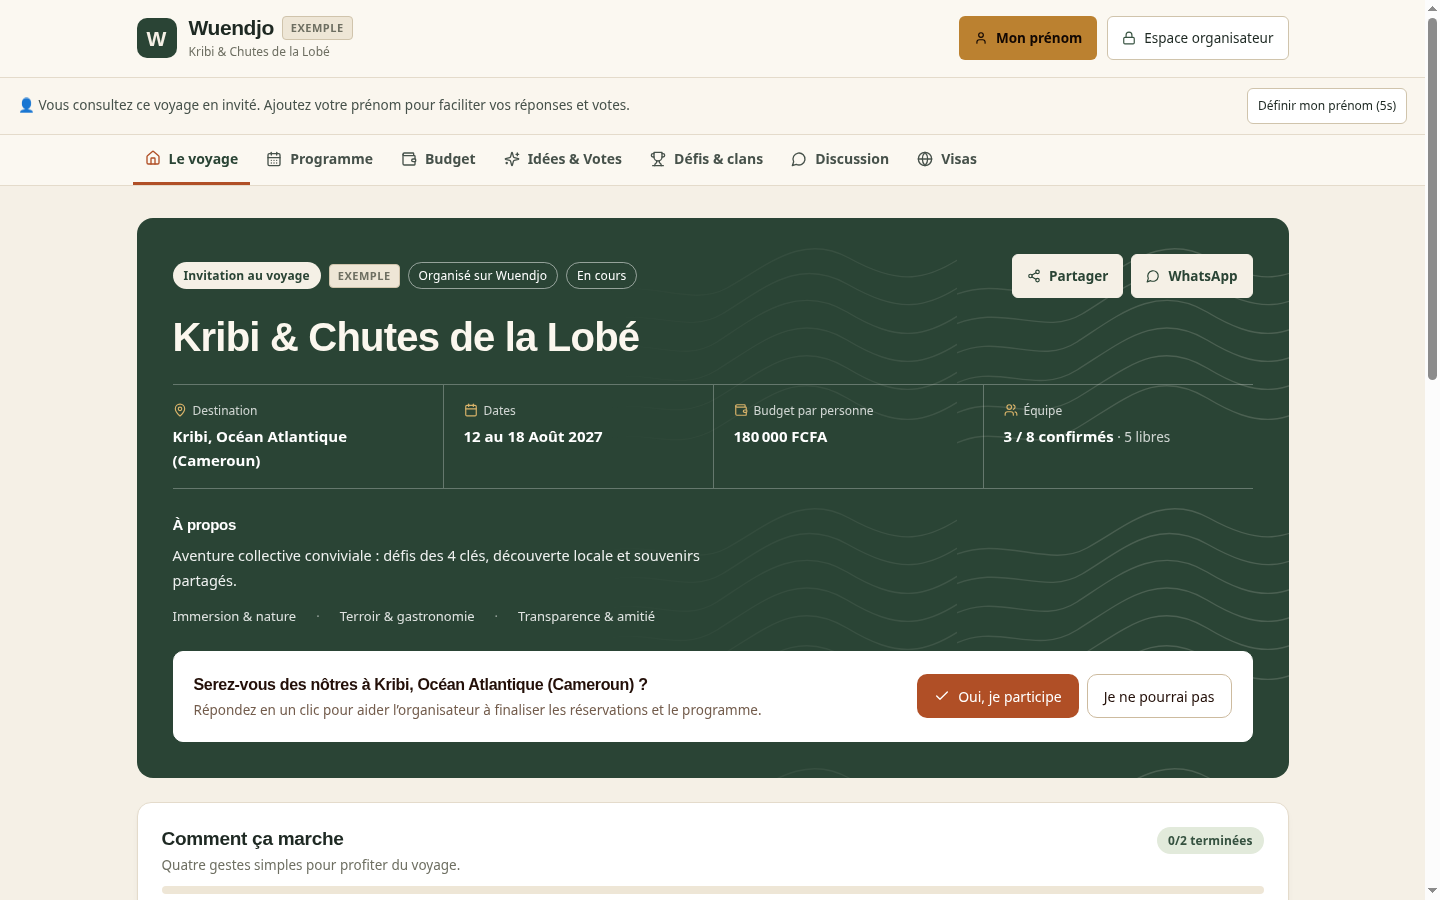 W
Wuendjo EXEMPLE
Kribi & Chutes de la Lobé
Mon prénom
Espace organisateur
👤 Vous consultez ce voyage en invité. Ajoutez votre prénom pour faciliter vos réponses et votes.
Définir mon prénom (5s)
Le voyage
Programme
Budget
Idées & Votes
Défis & clans
Discussion
Visas
Invitation au voyage
EXEMPLE
Organisé sur Wuendjo
En cours
Partager
WhatsApp
Kribi & Chutes de la Lobé
Destination
Kribi, Océan Atlantique
(Cameroun)
Dates
12 au 18 Août 2027
Budget par personne
180 000 FCFA
Équipe
3 / 8 confirmés · 5 libres
À propos
Aventure collective conviviale : défis des 4 clés, découverte locale et souvenirs
partagés.
Immersion & nature · Terroir & gastronomie · Transparence & amitié
Serez-vous des nôtres à Kribi, Océan Atlantique (Cameroun) ?
Répondez en un clic pour aider l’organisateur à finaliser les réservations et le programme.
Oui, je participe
Je ne pourrai pas
Comment ça marche
0/2 terminées
Quatre gestes simples pour profiter du voyage.